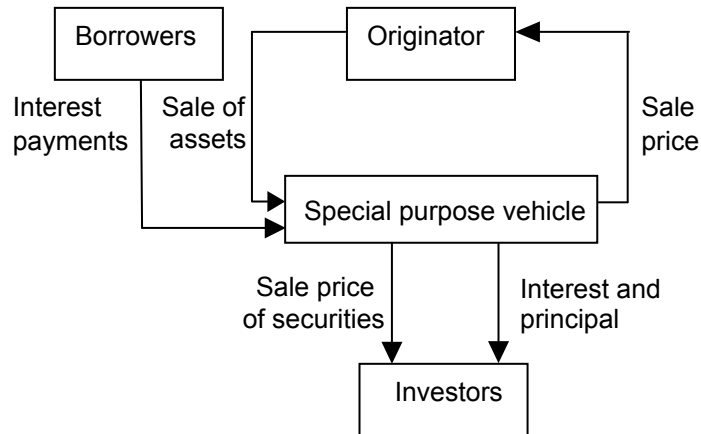 Borrowers
Originator
Interest
payments
Sale of
assets
Sale
price
Special purpose vehicle
Sale price
of securities
Interest and
principal
Investors